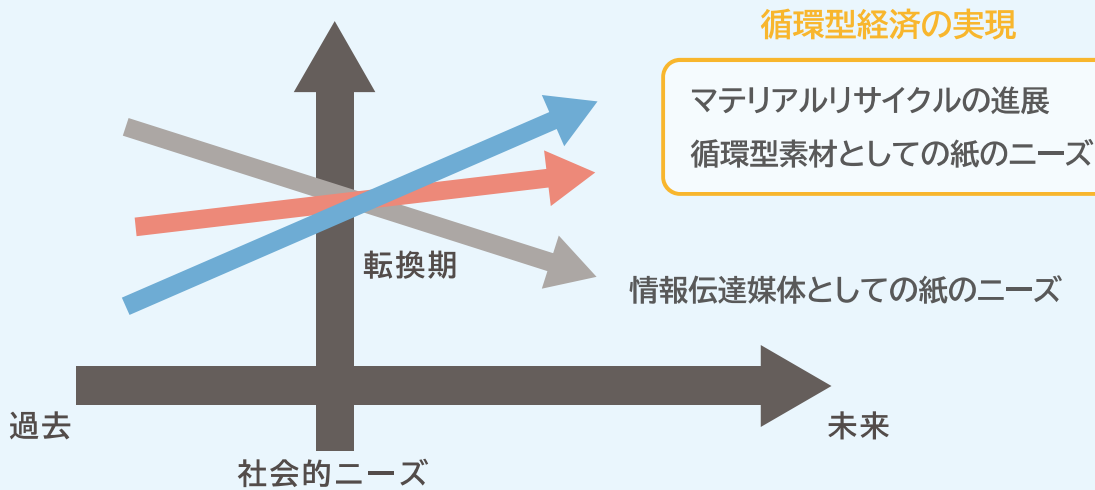 循環型経済の実現
マテリアルリサイクルの進展
循環型素材としての紙のニーズ
転換期
情報伝達媒体としての紙のニーズ
過去
未来
社会的ニーズ